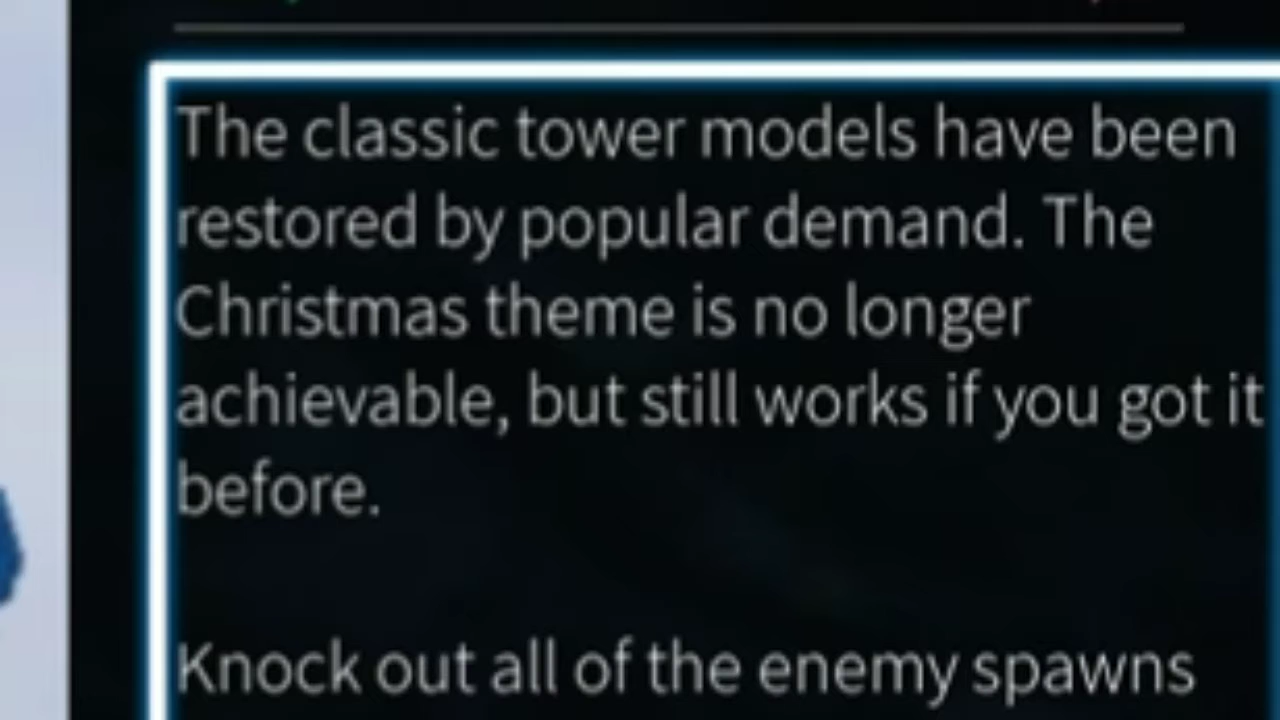 The classic tower models have been
restored by popular demand. The
Christmas theme is no longer
achievable, but still works if you got it
before.
Knock out all of the enemy spawns